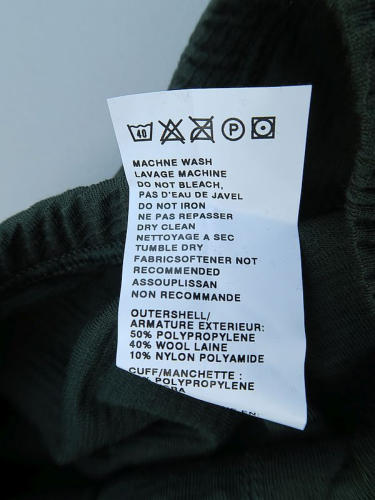 40 P
MACHNE WASH
LAVAGE MACHINE
DO NOT BLEACH,
PAS D'EAU DE JAVEL
DO NOT IRON
NE PAS REPASSER
DRY CLEAN
NETTOYAGE A SEC
TUMBLE DRY
FABRICSOFTENER NOT
RECOMMENDED
ASSOUPLISSAN
NON RECOMMANDE
OUTERSHELL/
ARMATURE EXTERIEUR:
50% POLYPROPYLENE
40% WOOL LAINE
10% NYLON POLYAMIDE
CUFF/MANCHETTE :
POLYPROPYLENE